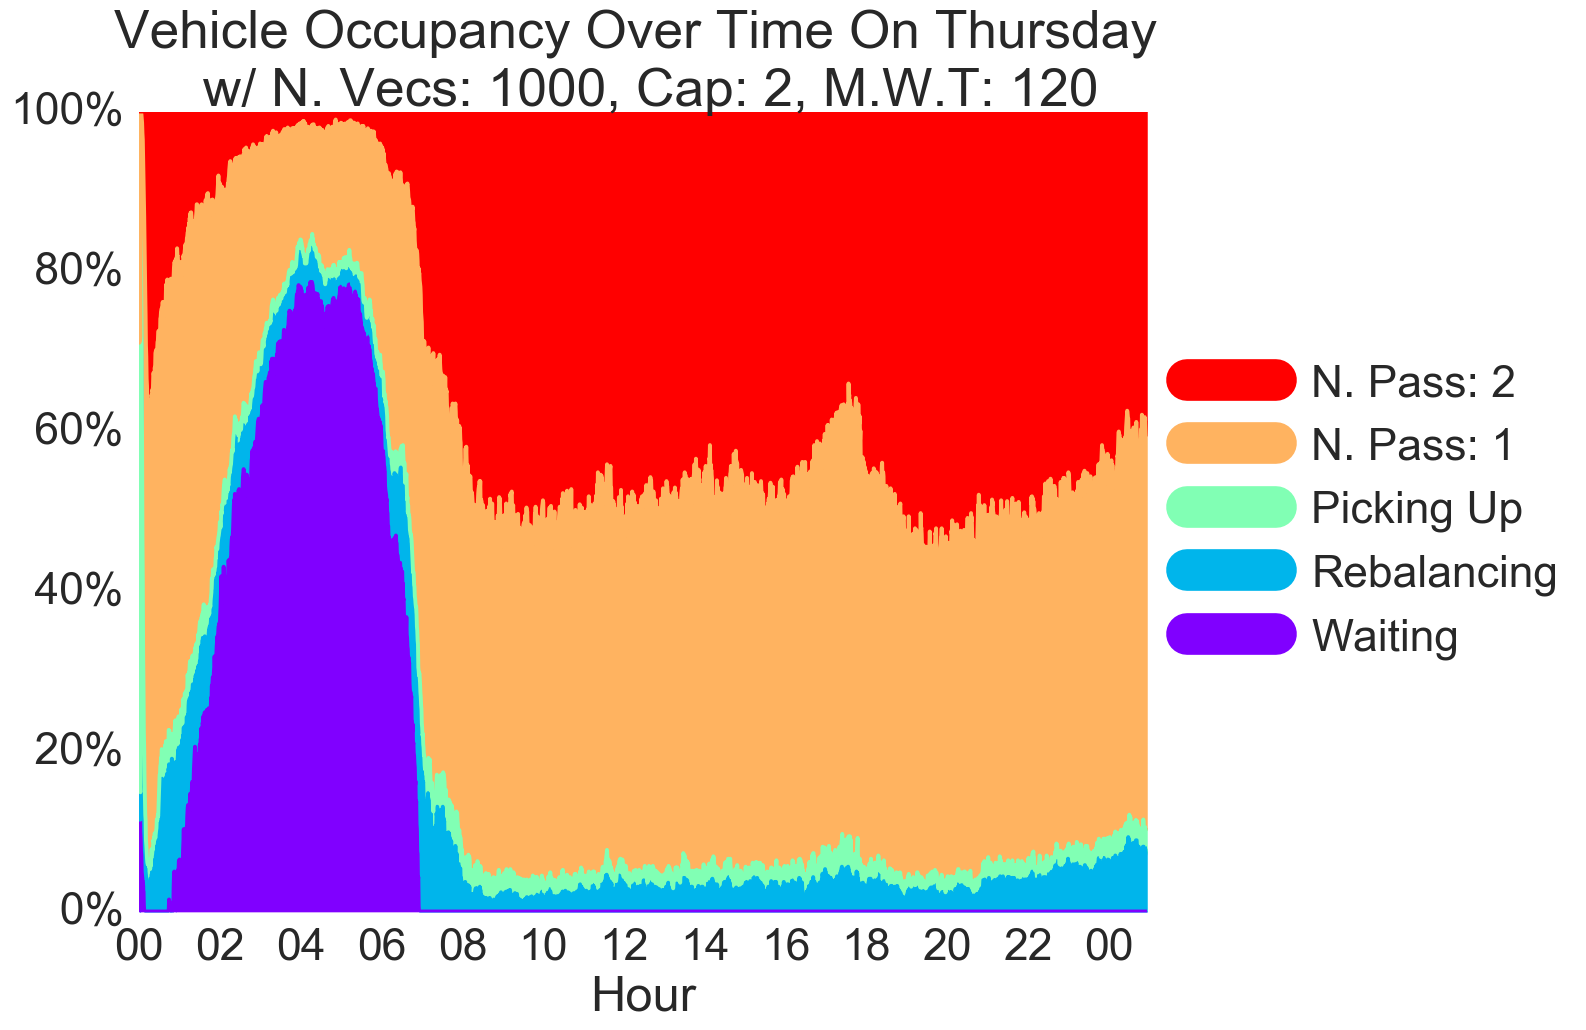 Vehicle Occupancy Over Time On Thursday
w/ N. Vecs: 1000, Cap: 2, M.W.T: 120
100%
80%
60%
40%
20%
0%
00 02 04 06 08 10 12 14 16 18 20 22 00
Hour
N. Pass: 2
N. Pass: 1
Picking Up
Rebalancing
Waiting